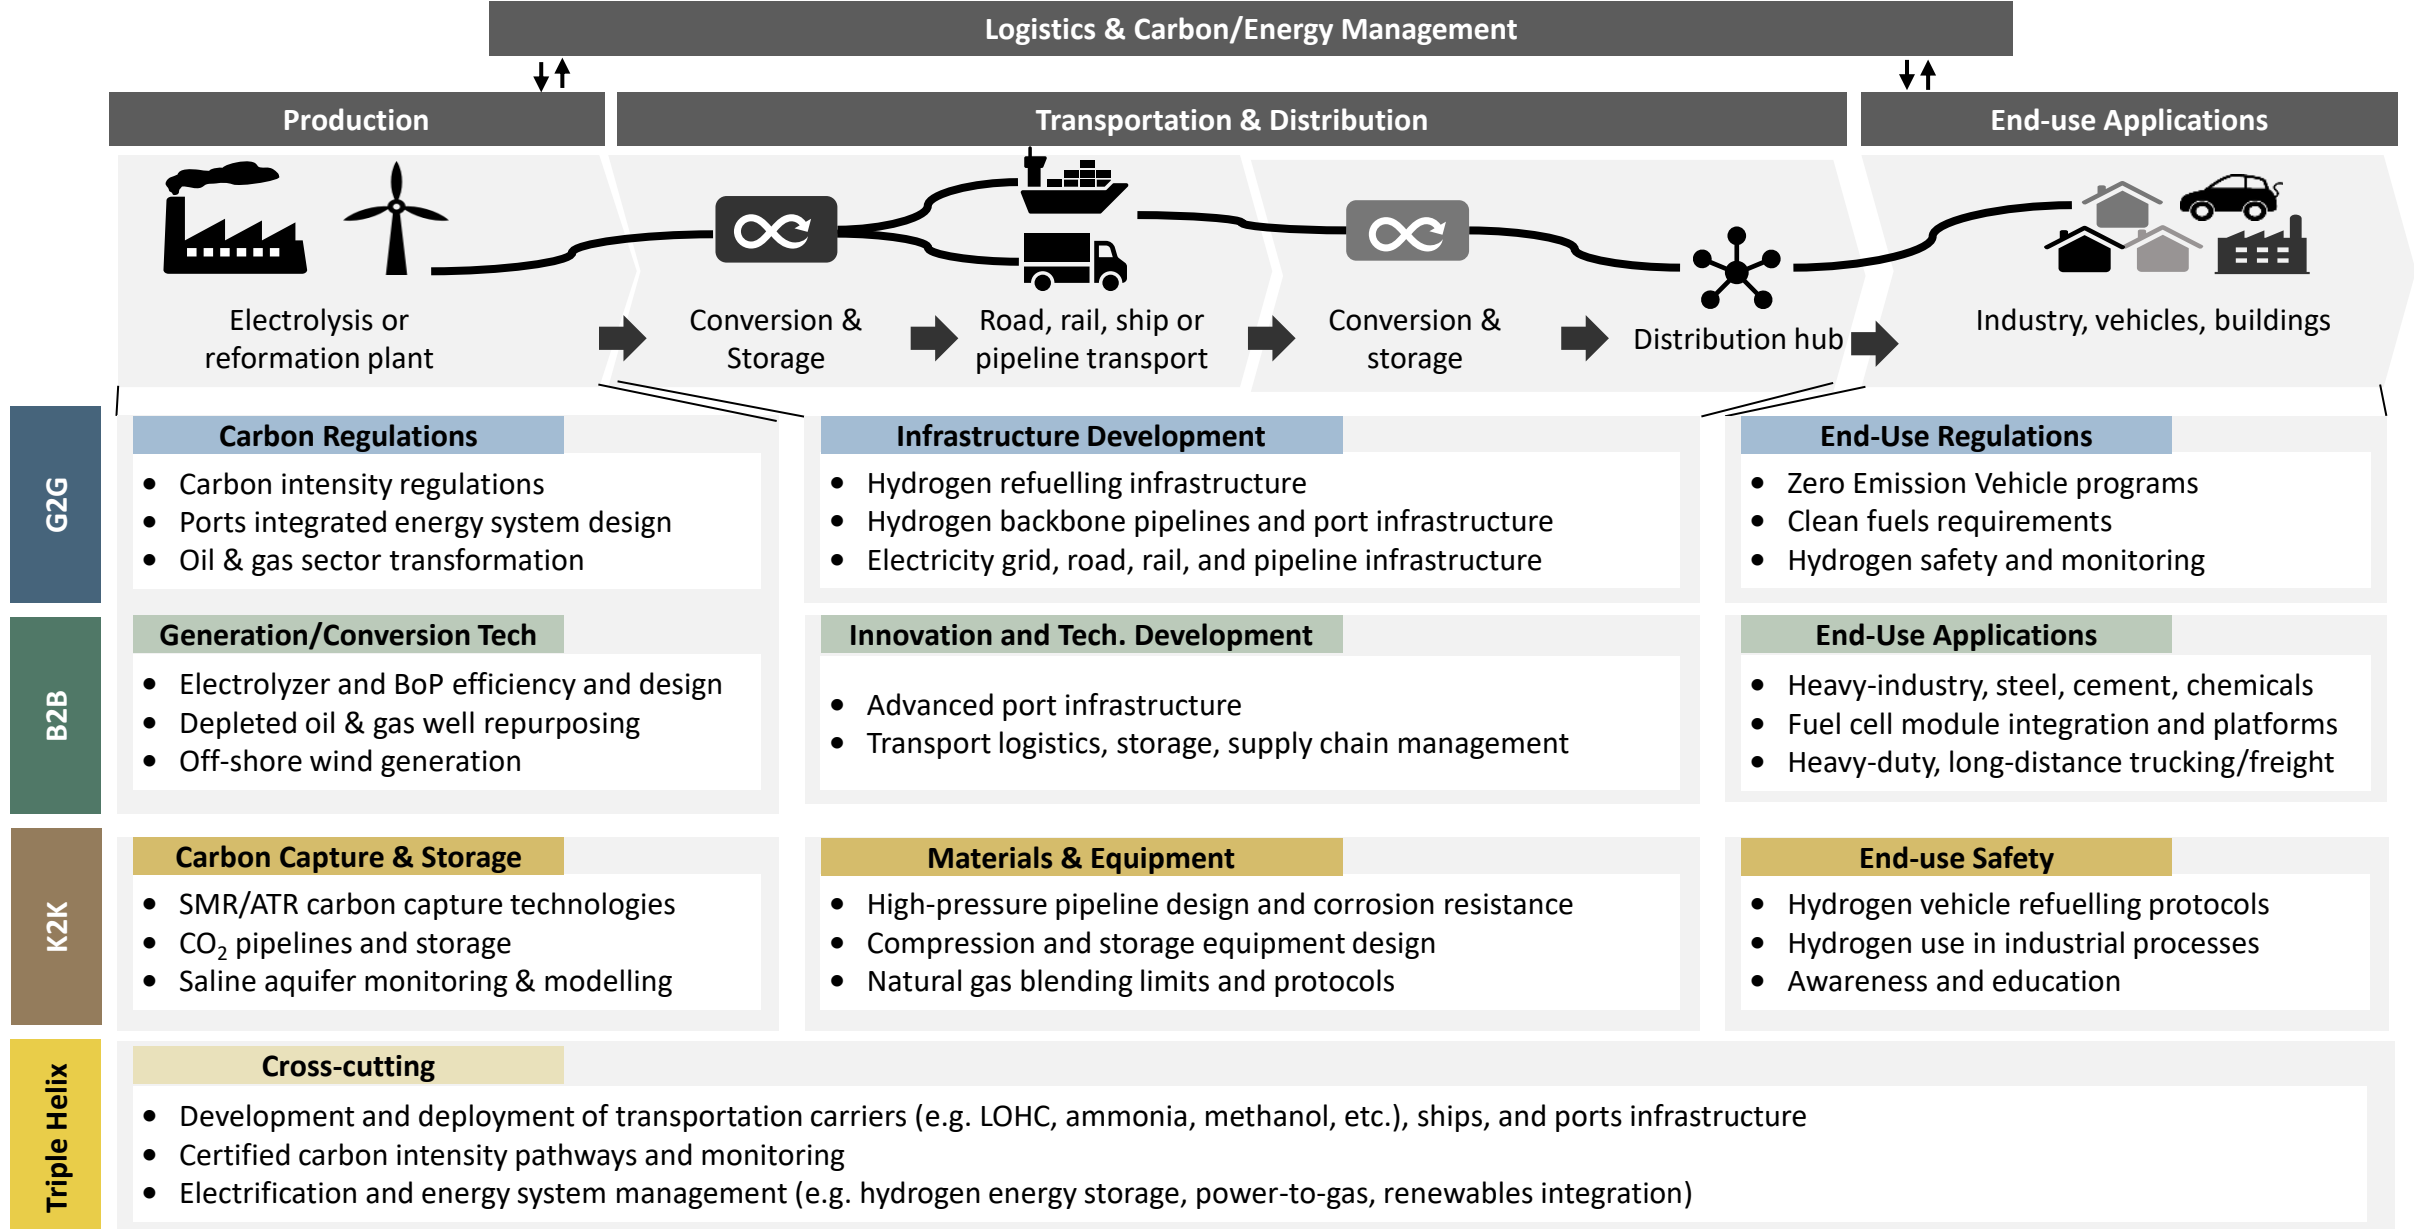 Logistics & Carbon/Energy Management
Production
Transportation & Distribution
End-use Applications
Electrolysis or
reformation plant
Conversion &
Storage
Road, rail, ship or
pipeline transport
Conversion &
storage
Distribution hub
Industry, vehicles, buildings
G2G
Carbon Regulations
• Carbon intensity regulations
• Ports integrated energy system design
• Oil & gas sector transformation
Infrastructure Development
• Hydrogen refuelling infrastructure
• Hydrogen backbone pipelines and port infrastructure
• Electricity grid, road, rail, and pipeline infrastructure
End-Use Regulations
• Zero Emission Vehicle programs
• Clean fuels requirements
• Hydrogen safety and monitoring
B2B
Generation/Conversion Tech
• Electrolyzer and BoP efficiency and design
• Depleted oil & gas well repurposing
• Off-shore wind generation
Innovation and Tech. Development
• Advanced port infrastructure
• Transport logistics, storage, supply chain management
End-Use Applications
• Heavy-industry, steel, cement, chemicals
• Fuel cell module integration and platforms
• Heavy-duty, long-distance trucking/freight
K2K
Carbon Capture & Storage
• SMR/ATR carbon capture technologies
• CO₂ pipelines and storage
• Saline aquifer monitoring & modelling
Materials & Equipment
• High-pressure pipeline design and corrosion resistance
• Compression and storage equipment design
• Natural gas blending limits and protocols
End-use Safety
• Hydrogen vehicle refuelling protocols
• Hydrogen use in industrial processes
• Awareness and education
Triple Helix
Cross-cutting
• Development and deployment of transportation carriers (e.g. LOHC, ammonia, methanol, etc.), ships, and ports infrastructure
• Certified carbon intensity pathways and monitoring
• Electrification and energy system management (e.g. hydrogen energy storage, power-to-gas, renewables integration)